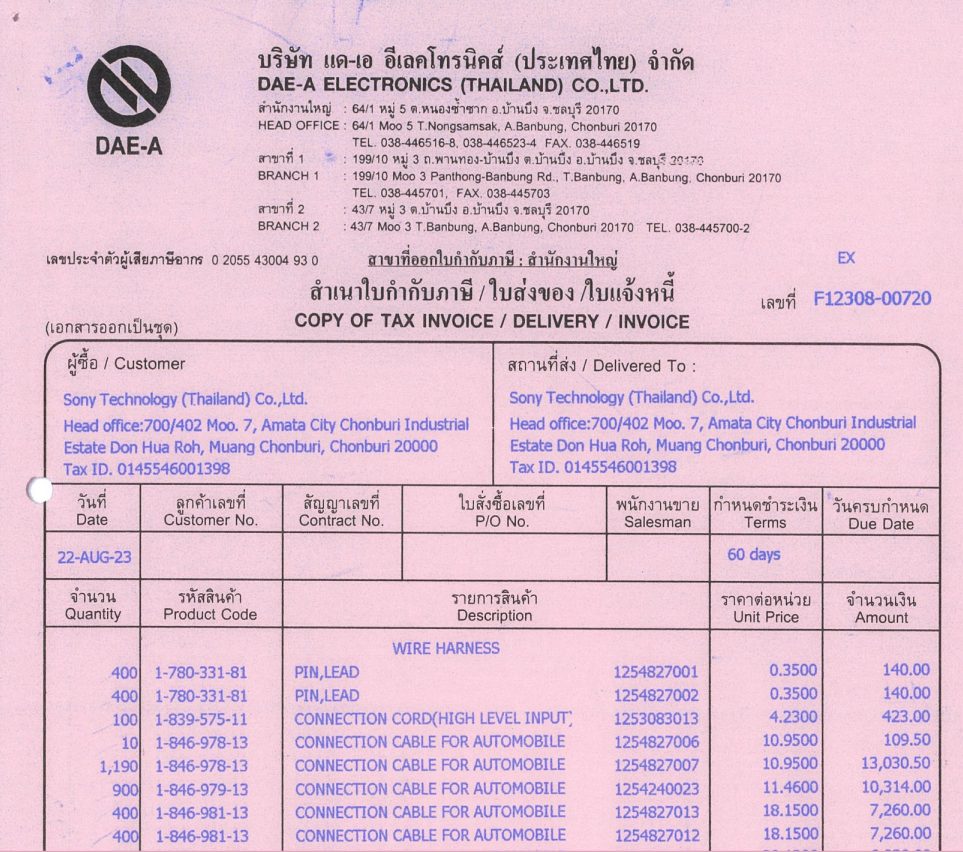 บริษัท แด-เอ อีเลคโทรนิคส์ (ประเทศไทย) จำกัด
DAE-A ELECTRONICS (THAILAND) CO.,LTD.
DAE-A
สำนักงานใหญ่ : 64/1 หมู่ 5 ต.หนองซ้ำซาก อ.บ้านบึง จ.ชลบุรี 20170
HEAD OFFICE : 64/1 Moo 5 T.Nongsamsak, A.Banbung, Chonburi 20170
TEL. 038-446516-8, 038-446523-4 FAX. 038-446519
สาขาที่ 1 : 199/10 หมู่ 3 ถ.พานทอง-บ้านบึง ต.บ้านบึง อ.บ้านบึง จ.ชลบุรี 20170
BRANCH 1 : 199/10 Moo 3 Panthong-Banbung Rd., T.Banbung, A.Banbung, Chonburi 20170
TEL. 038-445701, FAX. 038-445703
สาขาที่ 2 : 43/7 หมู่ 3 ต.บ้านบึง อ.บ้านบึง จ.ชลบุรี 20170
BRANCH 2 : 43/7 Moo 3 T.Banbung, A.Banbung, Chonburi 20170 TEL. 038-445700-2
เลขประจำตัวผู้เสียภาษีอากร 0 2055 43004 93 0 สาขาที่ออกใบกำกับภาษี : สำนักงานใหญ่ EX
สำเนาใบกำกับภาษี / ใบส่งของ /ใบแจ้งหนี้ เลขที่ F12308-00720
(เอกสารออกเป็นชุด) COPY OF TAX INVOICE / DELIVERY / INVOICE
ผู้ซื้อ / Customer
Sony Technology (Thailand) Co.,Ltd.
Head office:700/402 Moo. 7, Amata City Chonburi Industrial
Estate Don Hua Roh, Muang Chonburi, Chonburi 20000
Tax ID. 0145546001398
สถานที่ส่ง / Delivered To :
Sony Technology (Thailand) Co.,Ltd.
Head office:700/402 Moo. 7, Amata City Chonburi Industrial
Estate Don Hua Roh, Muang Chonburi, Chonburi 20000
Tax ID. 0145546001398
วันที่ ลูกค้าเลขที่ สัญญาเลขที่ ใบสั่งซื้อเลขที่ พนักงานขาย กำหนดชำระเงิน วันครบกำหนด
Date Customer No. Contract No. P/O No. Salesman Terms Due Date
22-AUG-23 60 days
จำนวน รหัสสินค้า รายการสินค้า ราคาต่อหน่วย จำนวนเงิน
Quantity Product Code Description Unit Price Amount
WIRE HARNESS
400 1-780-331-81 PIN,LEAD 1254827001 0.3500 140.00
400 1-780-331-81 PIN,LEAD 1254827002 0.3500 140.00
100 1-839-575-11 CONNECTION CORD(HIGH LEVEL INPUT) 1253083013 4.2300 423.00
10 1-846-978-13 CONNECTION CABLE FOR AUTOMOBILE 1254827006 10.9500 109.50
1,190 1-846-978-13 CONNECTION CABLE FOR AUTOMOBILE 1254827007 10.9500 13,030.50
900 1-846-979-13 CONNECTION CABLE FOR AUTOMOBILE 1254240023 11.4600 10,314.00
400 1-846-981-13 CONNECTION CABLE FOR AUTOMOBILE 1254827013 18.1500 7,260.00
400 1-846-981-13 CONNECTION CABLE FOR AUTOMOBILE 1254827012 18.1500 7,260.00